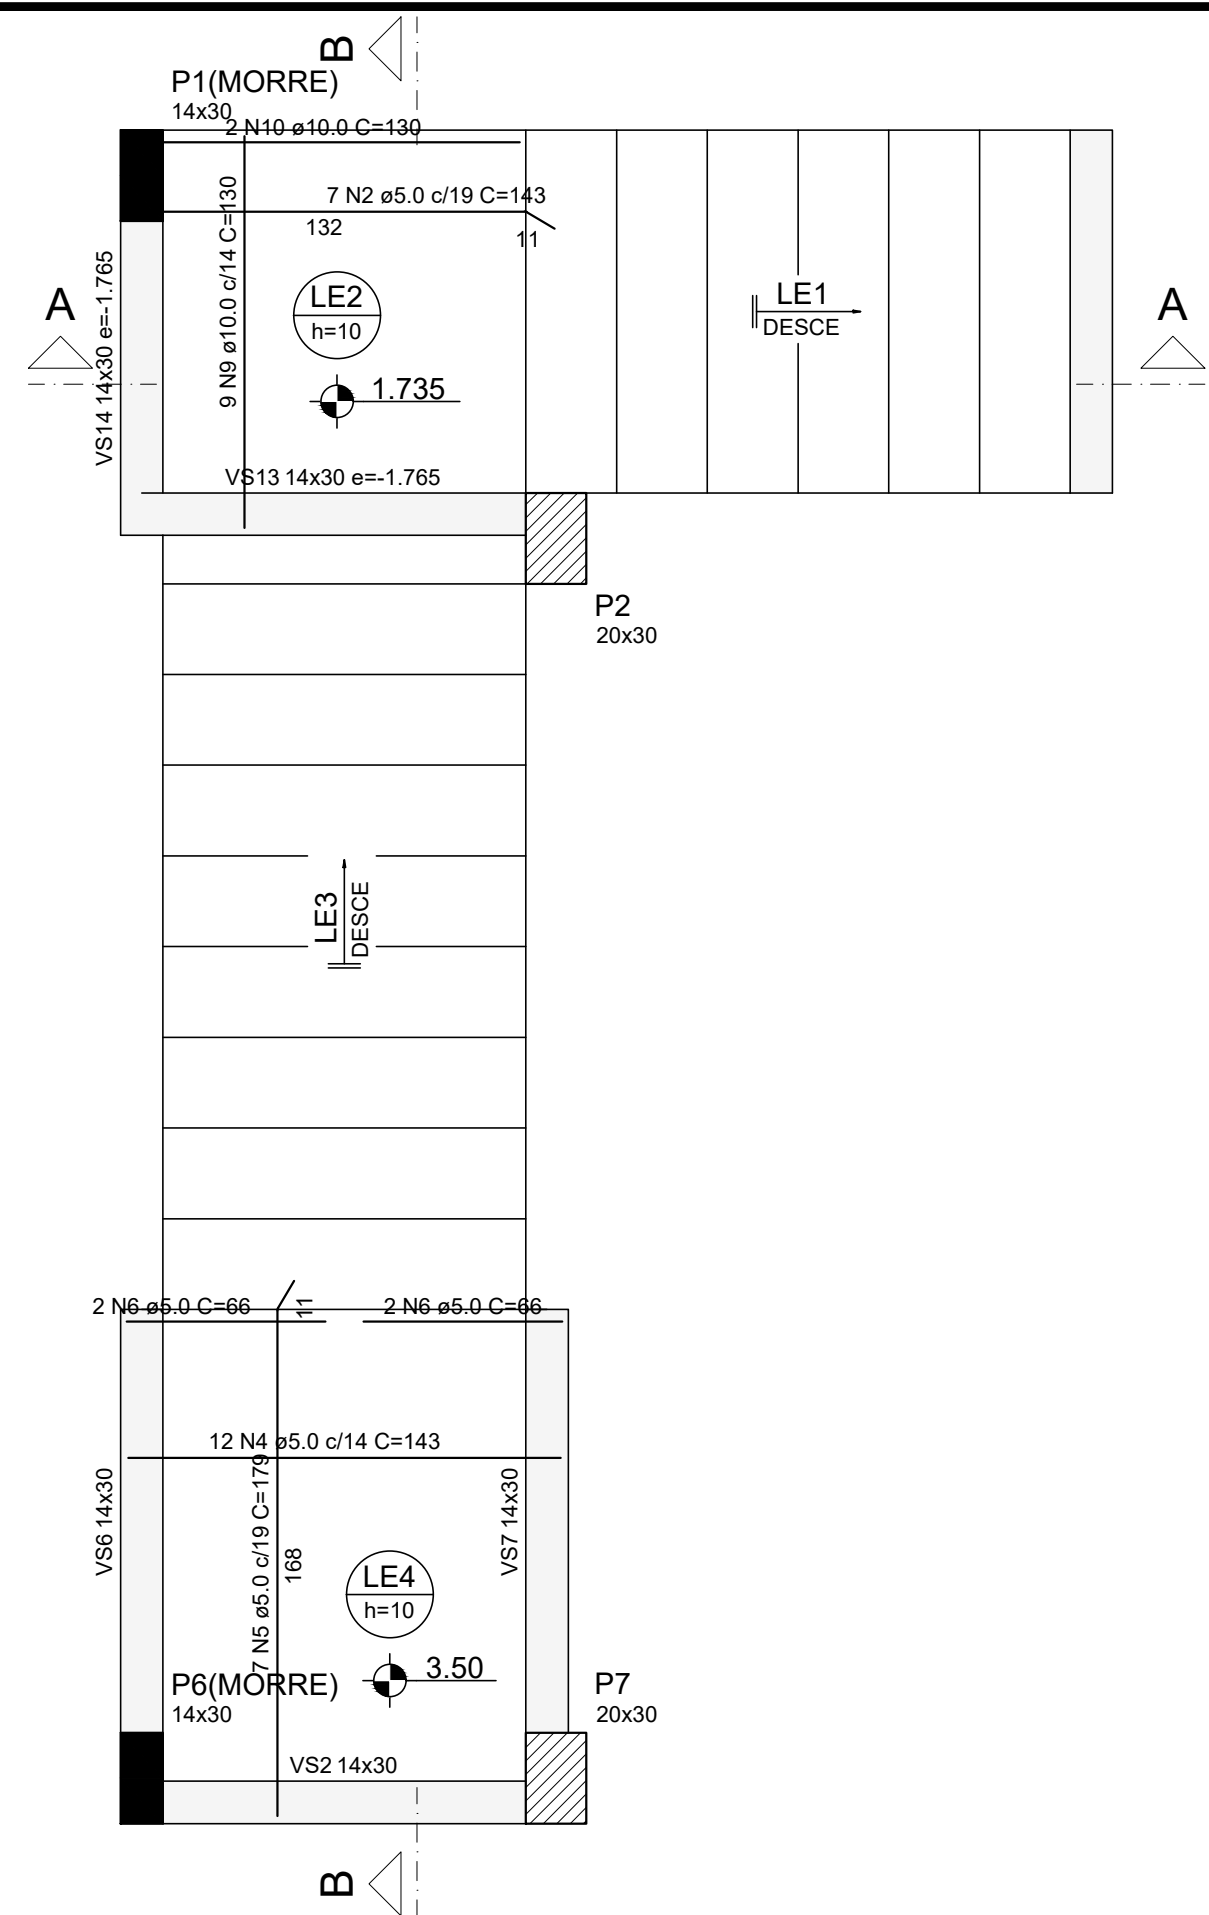 B
P1(MORRE)
14x30
2 N10 ø10.0 C=130
7 N2 ø5.0 c/19 C=143
132
11
9 N9 ø10.0 c/14 C=130
VS14 14x30 e=-1.765
A
LE2
h=10
LE1
DESCE
A
1.735
VS13 14x30 e=-1.765
P2
20x30
LE3
DESCE
2 N6 ø5.0 C=66
11
2 N6 ø5.0 C=66
12 N4 ø5.0 c/14 C=143
7 N5 ø5.0 c/19 C=179
168
VS6 14x30
VS7 14x30
LE4
h=10
3.50
P6(MORRE)
14x30
P7
20x30
VS2 14x30
B